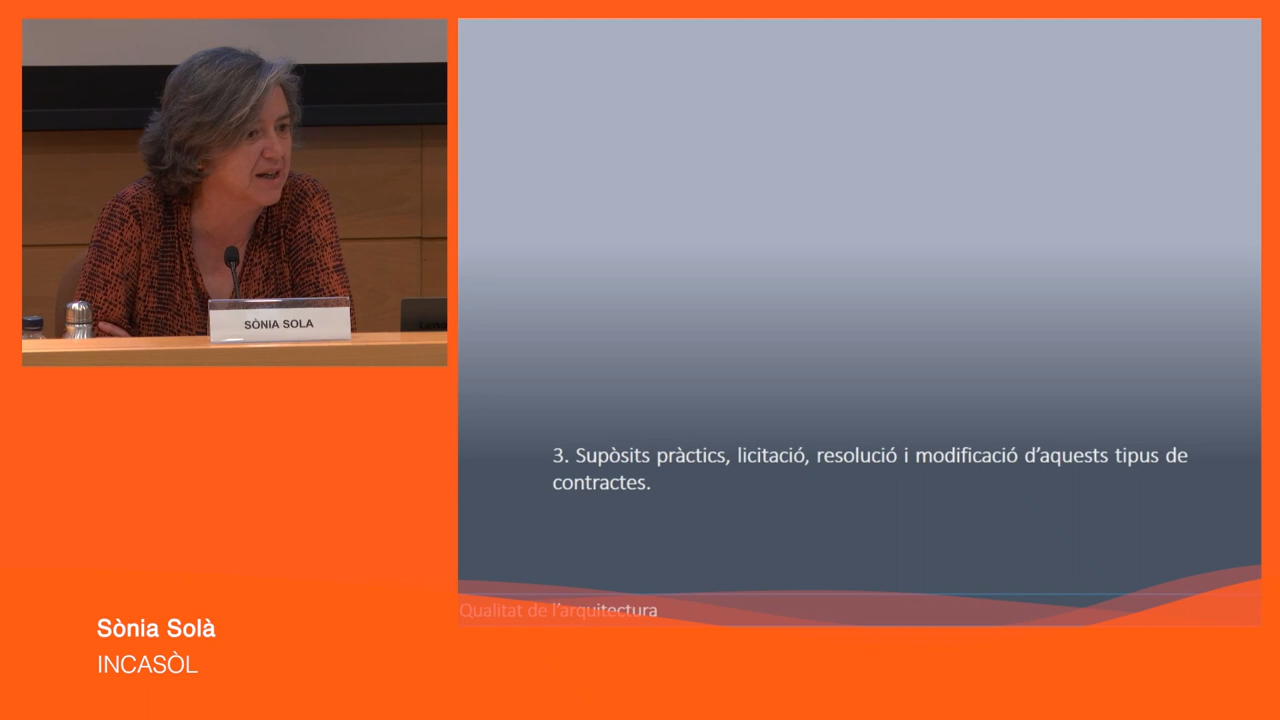 SÒNIA SOLA
3. Supòsits pràctics, licitació, resolució i modificació d’aquests tipus de
contractes.
Qualitat de l’arquitectura
Sònia Solà
INCASÒL